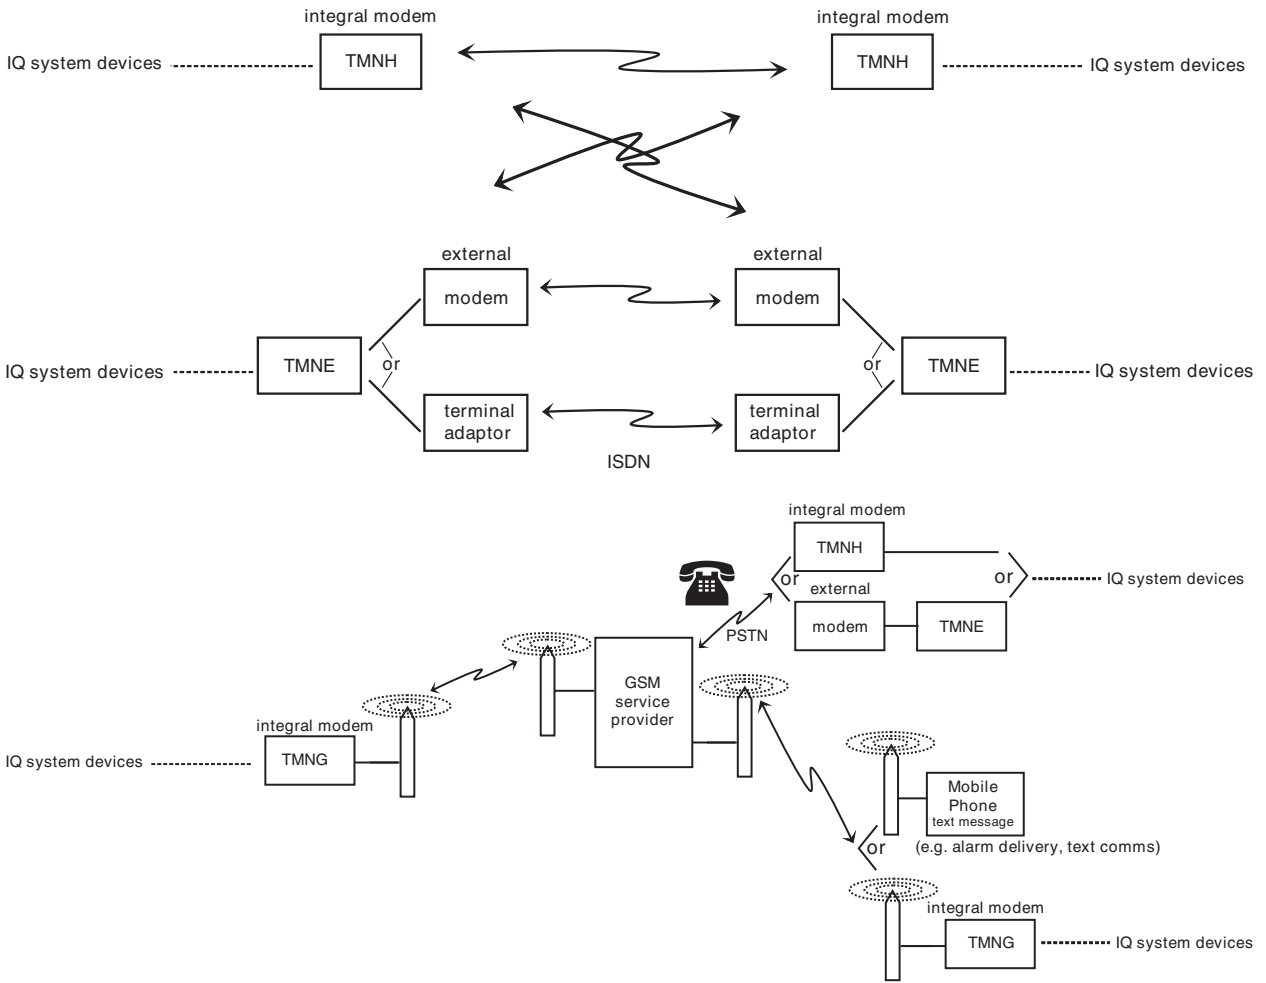 integral modem
integral modem
IQ system devices
TMNH
TMNH
IQ system devices
external
external
modem
modem
IQ system devices
TMNE
or
or
TMNE
IQ system devices
terminal
adaptor
terminal
adaptor
ISDN
integral modem
TMNH
or
external
or
IQ system devices
modem
TMNE
PSTN
GSM
service
provider
integral modem
IQ system devices
TMNG
Mobile
Phone
text message
or
(e.g. alarm delivery, text comms)
integral modem
TMNG
IQ system devices